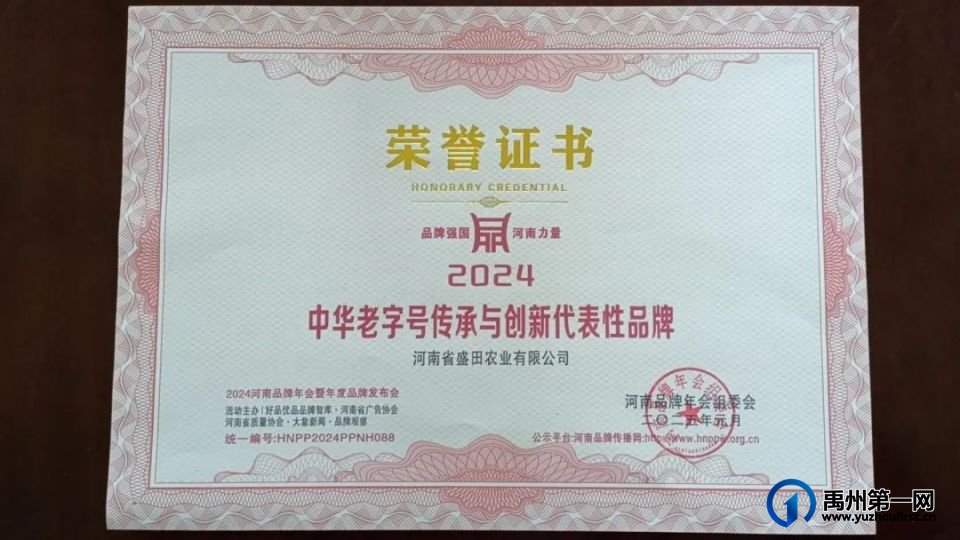 荣誉证书
HONORARY CREDENTIAL
品牌强国 河南力量
2024
中华老字号传承与创新代表性品牌
河南省盛田农业有限公司
2024河南品牌年会暨年度品牌发布会
活动主办|好品优品品牌智库·河南省广告协会
河南省质量协会·大象新闻·品牌观察
统一编号:HNPP2024PPNH088
河南品牌年会组委会
二〇二五年元月
公示平台:河南品牌传播网:
禹州第一网
www.yuzhoufirst.cn